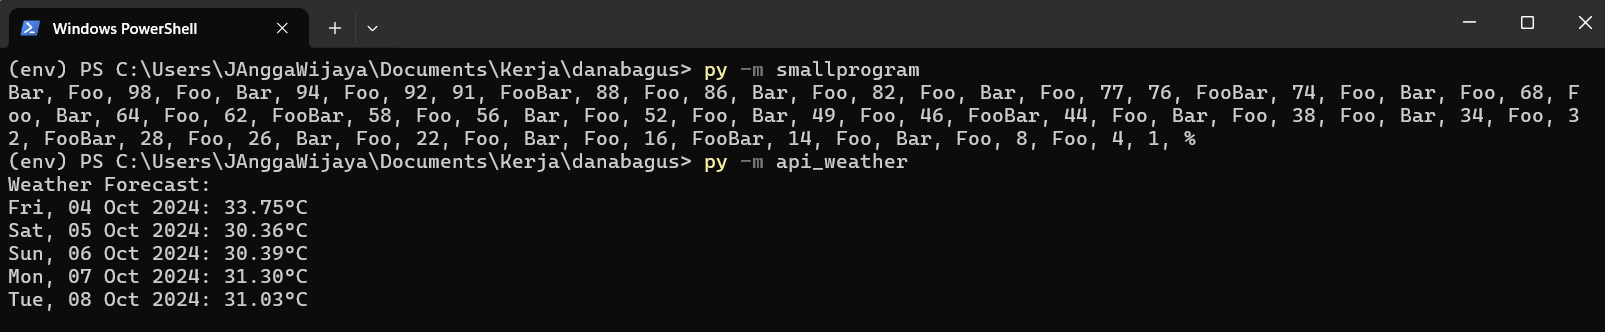 Windows PowerShell
(env) PS C:\Users\JAnggaWijaya\Documents\Kerja\danabagus> py -m smallprogram
Bar, Foo, 98, Foo, Bar, 94, Foo, 92, 91, FooBar, 88, Foo, 86, Bar, Foo, 82, Foo, Bar, Foo, 77, 76, FooBar, 74, Foo, Bar, Foo, 68, F
oo, Bar, 64, Foo, 62, FooBar, 58, Foo, 56, Bar, Foo, 52, Foo, Bar, 49, Foo, 46, FooBar, 44, Foo, Bar, Foo, 38, Foo, Bar, 34, Foo, 3
2, FooBar, 28, Foo, 26, Bar, Foo, 22, Foo, Bar, Foo, 16, FooBar, 14, Foo, Bar, Foo, 8, Foo, 4, 1, %
(env) PS C:\Users\JAnggaWijaya\Documents\Kerja\danabagus> py -m api_weather
Weather Forecast:
Fri, 04 Oct 2024: 33.75°C
Sat, 05 Oct 2024: 30.36°C
Sun, 06 Oct 2024: 30.39°C
Mon, 07 Oct 2024: 31.30°C
Tue, 08 Oct 2024: 31.03°C